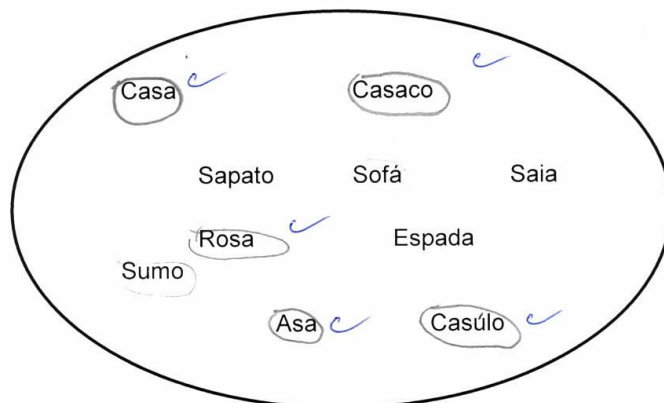 Casa Casaco
Sapato Sofá Saia
Rosa Espada
Sumo
Asa Casúlo